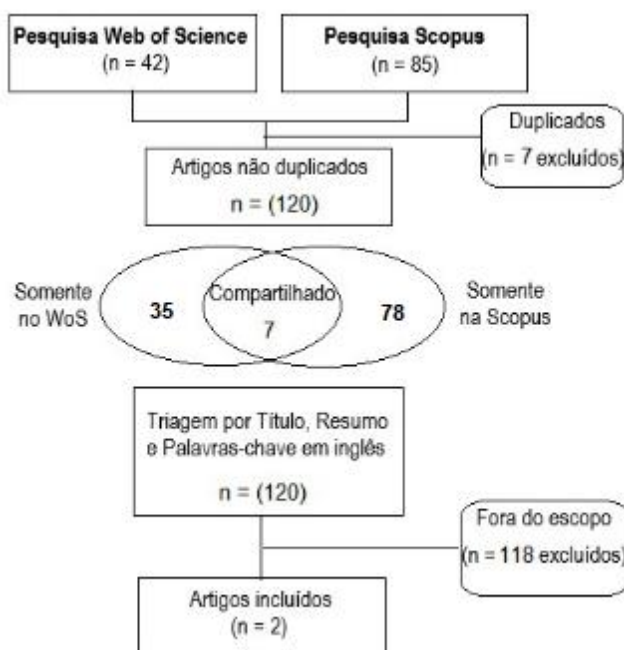 Pesquisa Web of Science
(n = 42)
Pesquisa Scopus
(n = 85)
Duplicados
(n = 7 excluídos)
Artigos não duplicados
n = (120)
Somente
no WoS
35
Compartilhado
7
78
Somente
na Scopus
Triagem por Título, Resumo
e Palavras-chave em inglês
n = (120)
Fora do escopo
(n = 118 excluídos)
Artigos incluídos
(n = 2)